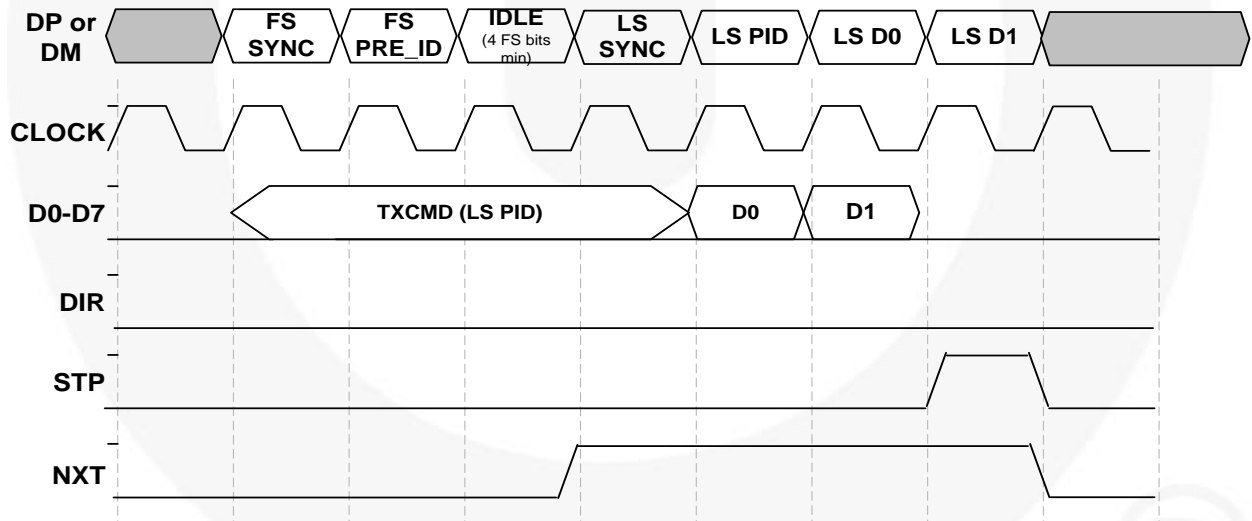 DP or
DM
FS
SYNC
FS
PRE_ID
IDLE
(4 FS bits
min)
LS
SYNC
LS PID
LS D0
LS D1
CLOCK
D0-D7
TXCMD (LS PID)
D0
D1
DIR
STP
NXT